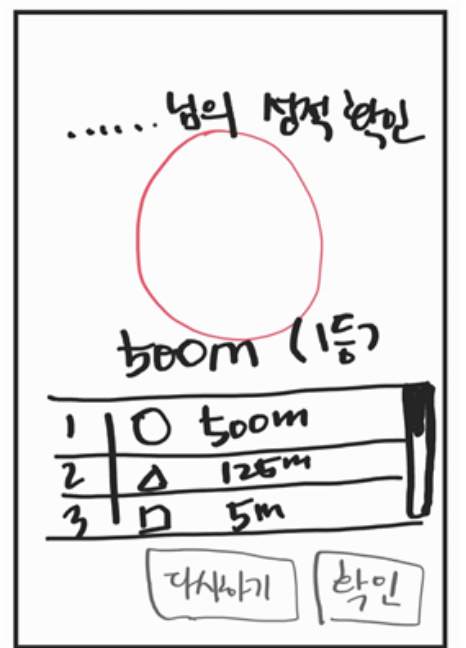 ...... 님의 성적 확인
500m (1등)
1 ○ 500m
2 △ 125m
3 □ 5m
다시하기 확인